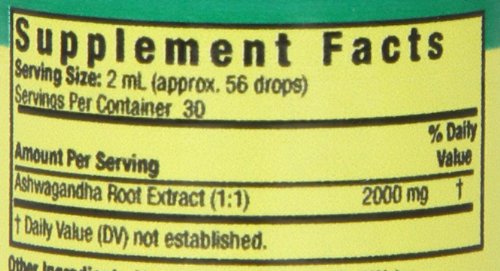 Supplement Facts
Serving Size: 2 mL (approx. 56 drops)
Servings Per Container 30
% Daily
Amount Per Serving Value
Ashwagandha Root Extract (1:1) 2000 mg †
† Daily Value (DV) not established.
Other